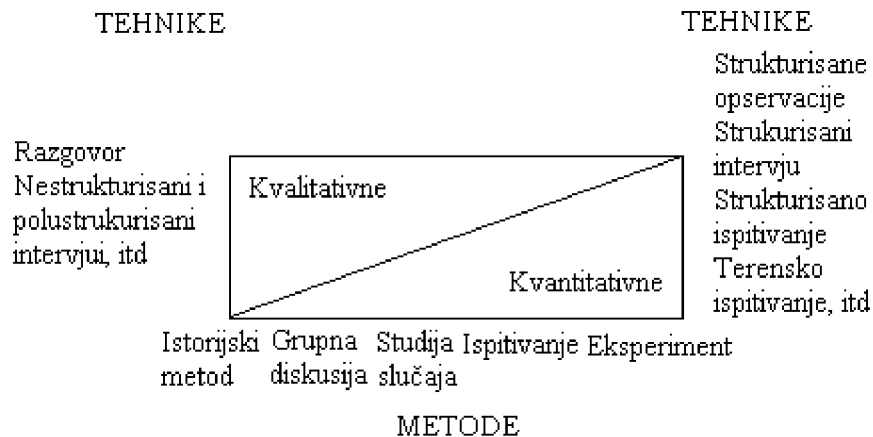 TEHNIKE
TEHNIKE
Razgovor
Nestrukturisani i
polustrukurisani
intervjui, itd
Kvalitativne
Kvantitativne
Strukturisane
opservacije
Strukurisani
intervju
Strukturisano
ispitivanje
Terensko
ispitivanje, itd
Istorijski
metod
Grupna
diskusija
Studija
slučaja
Ispitivanje
Eksperiment
METODE